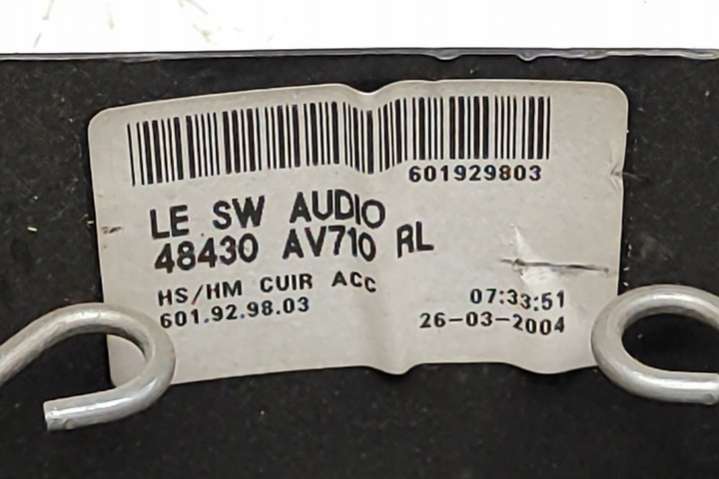 601929803
LE SW AUDIO
48430 AV710 RL
HS/HM CUIR ACC
601.92.98.03
07:33:51
26-03-2004